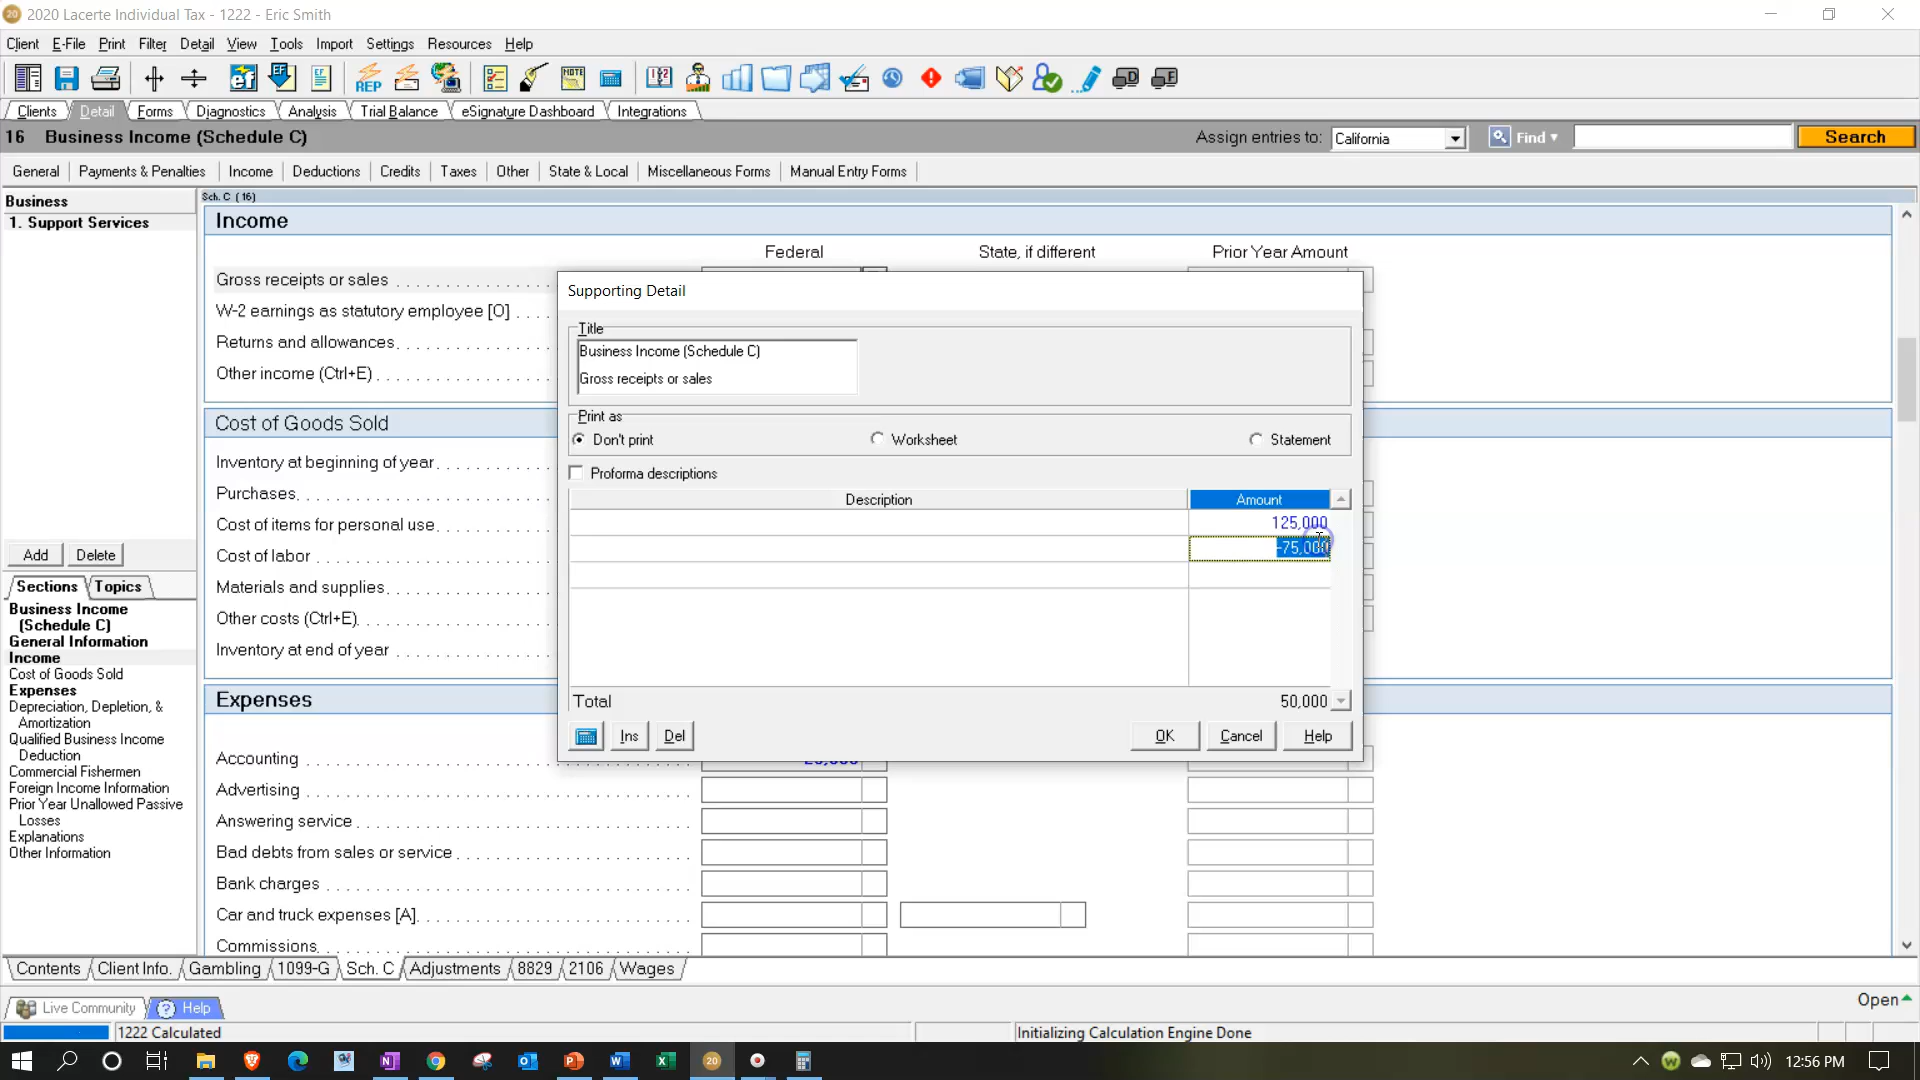 20 2020 Lacerte Individual Tax - 1222 - Eric Smith
Client E-File Print Filter Detail View Tools Import Settings Resources Help
Clients Detail Forms Diagnostics Analysis Trial Balance eSignature Dashboard Integrations
16 Business Income (Schedule C) Assign entries to: California Find Search
General Payments & Penalties Income Deductions Credits Taxes Other State & Local Miscellaneous Forms Manual Entry Forms
Business
1. Support Services
Add Delete
Sections Topics
Business Income
(Schedule C)
General Information
Income
Cost of Goods Sold
Expenses
Depreciation, Depletion, &
Amortization
Qualified Business Income
Deduction
Commercial Fishermen
Foreign Income Information
Prior Year Unallowed Passive
Losses
Explanations
Other Information
Sch. C (16)
Income
Federal State, if different Prior Year Amount
Gross receipts or sales
W-2 earnings as statutory employee [O]
Returns and allowances
Other income (Ctrl+E)
Cost of Goods Sold
Inventory at beginning of year
Purchases
Cost of items for personal use
Cost of labor
Materials and supplies
Other costs (Ctrl+E)
Inventory at end of year
Expenses
Accounting
Advertising
Answering service
Bad debts from sales or service
Bank charges
Car and truck expenses [A]
Commissions
Supporting Detail
Title
Business Income (Schedule C)
Gross receipts or sales
Print as
Don't print Worksheet Statement
Proforma descriptions
Description Amount
125,000
-75,000
Total 50,000
Ins Del OK Cancel Help
Contents Client Info. Gambling 1099-G Sch. C Adjustments 8829 2106 Wages
Live Community Help Open
1222 Calculated Initializing Calculation Engine Done
12:56 PM